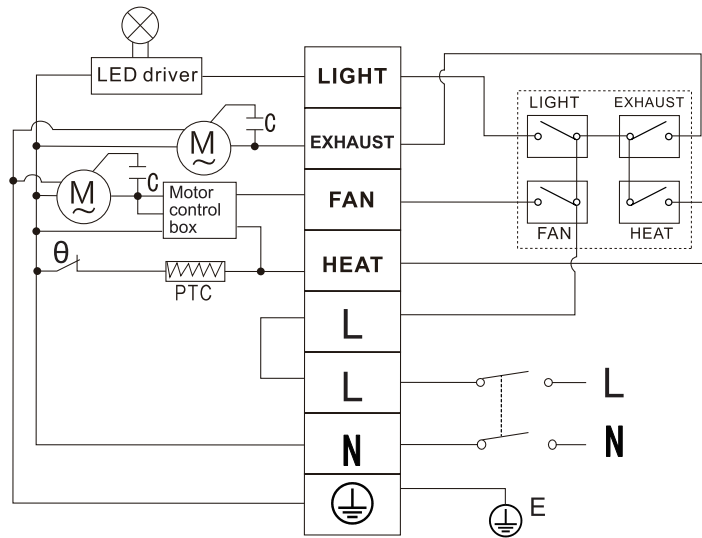 LED driver
LIGHT
LIGHT
EXHAUST
C
M
~
EXHAUST
C
M
~
Motor
control
box
FAN
FAN
HEAT
θ
PTC
HEAT
L
L
L
N
N
E